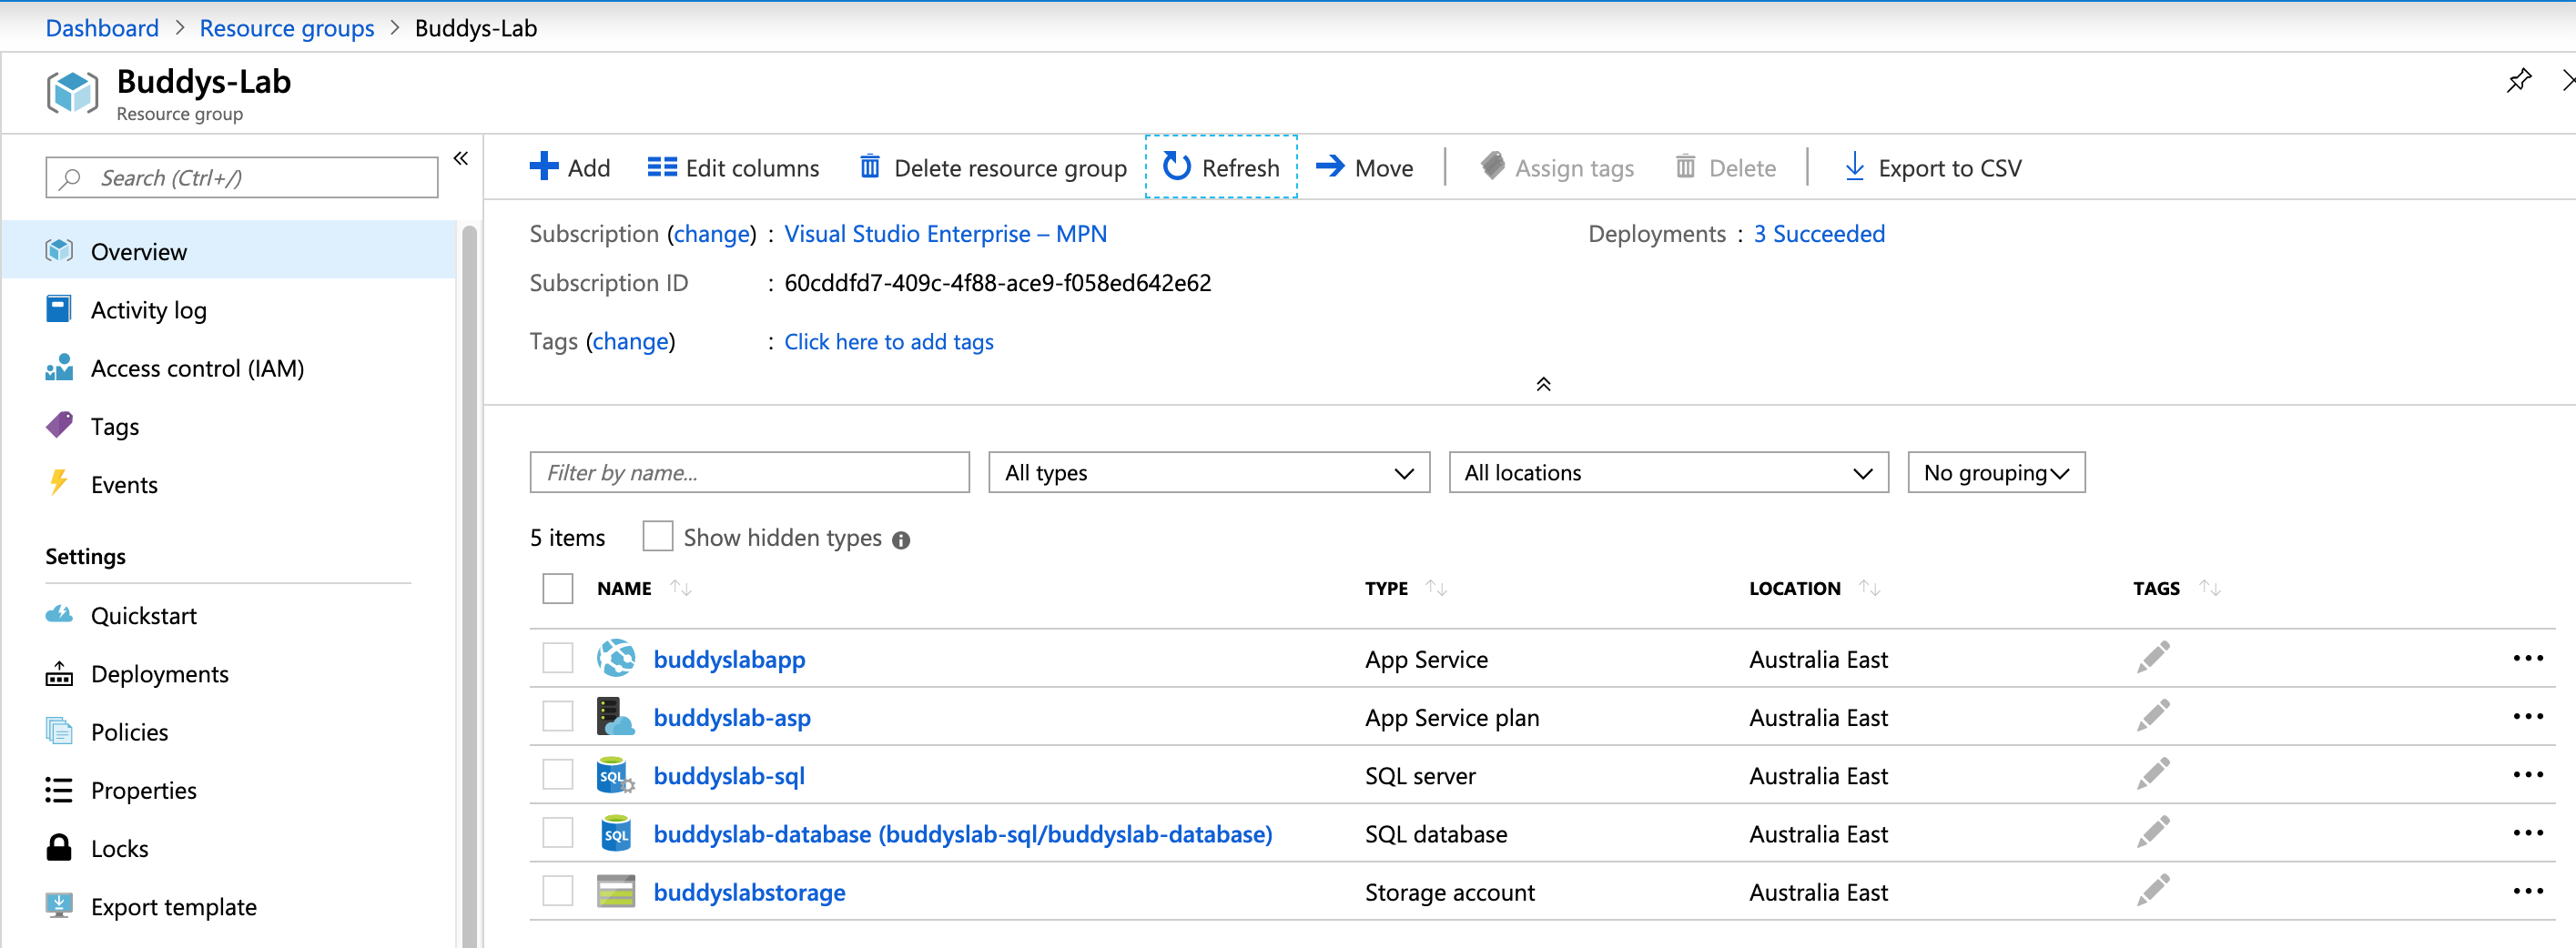 Dashboard > Resource groups > Buddys-Lab
Buddys-Lab
Resource group
Search (Ctrl+/)
Overview
Activity log
Access control (IAM)
Tags
Events
Settings
Quickstart
Deployments
Policies
Properties
Locks
Export template
Add Edit columns Delete resource group Refresh Move Assign tags Delete Export to CSV
Subscription (change) : Visual Studio Enterprise – MPN Deployments : 3 Succeeded
Subscription ID : 60cddfd7-409c-4f88-ace9-f058ed642e62
Tags (change) : Click here to add tags
Filter by name... All types All locations No grouping
5 items Show hidden types
NAME TYPE LOCATION TAGS
buddyslabapp App Service Australia East
buddyslab-asp App Service plan Australia East
SQL buddyslab-sql SQL server Australia East
SQL buddyslab-database (buddyslab-sql/buddyslab-database) SQL database Australia East
buddyslabstorage Storage account Australia East